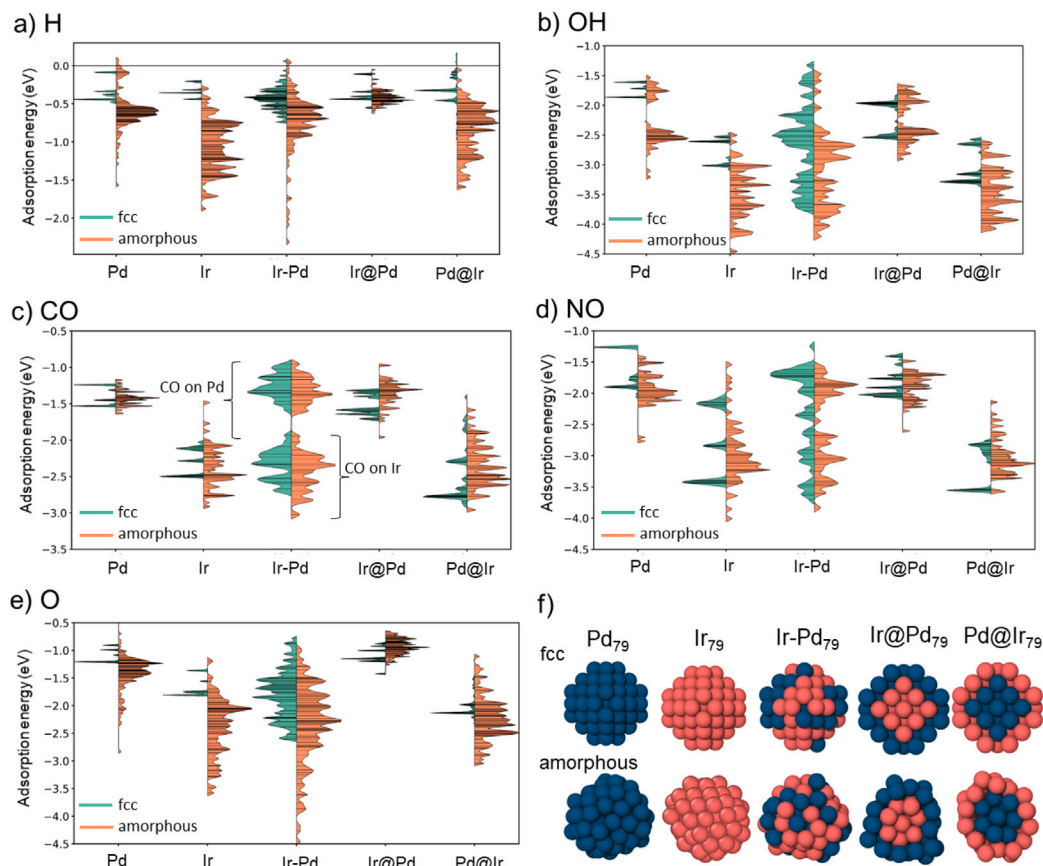 a) H
Adsorption energy (eV)
0.0
−0.5
−1.0
−1.5
−2.0
fcc
amorphous
Pd
Ir
Ir-Pd
Ir@Pd
Pd@Ir
b) OH
Adsorption energy (eV)
−1.0
−1.5
−2.0
−2.5
−3.0
−3.5
−4.0
−4.5
fcc
amorphous
Pd
Ir
Ir-Pd
Ir@Pd
Pd@Ir
c) CO
Adsorption energy (eV)
−0.5
−1.0
−1.5
−2.0
−2.5
−3.0
−3.5
CO on Pd
CO on Ir
fcc
amorphous
Pd
Ir
Ir-Pd
Ir@Pd
Pd@Ir
d) NO
Adsorption energy (eV)
−1.0
−1.5
−2.0
−2.5
−3.0
−3.5
−4.0
−4.5
fcc
amorphous
Pd
Ir
Ir-Pd
Ir@Pd
Pd@Ir
e) O
Adsorption energy (eV)
−0.5
−1.0
−1.5
−2.0
−2.5
−3.0
−3.5
−4.0
−4.5
fcc
amorphous
Pd
Ir
Ir-Pd
Ir@Pd
Pd@Ir
f)
Pd79 Ir79 Ir-Pd79 Ir@Pd79 Pd@Ir79
fcc
amorphous